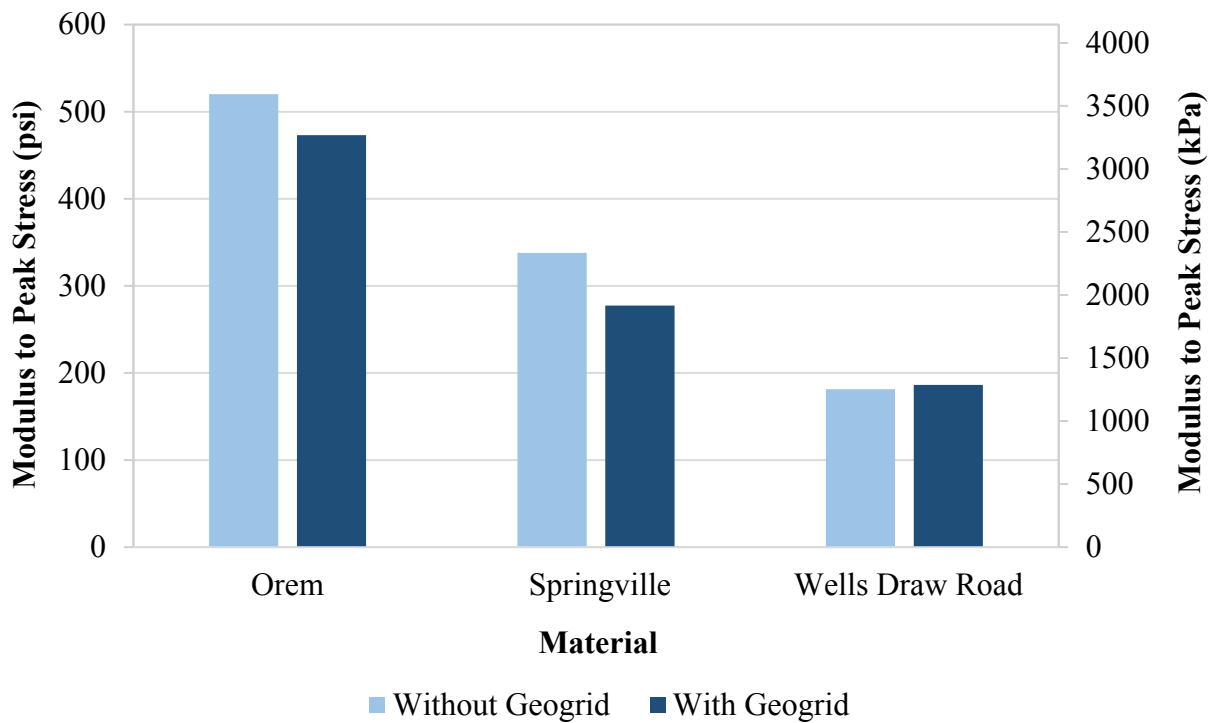 600
500
400
300
200
100
0
Modulus to Peak Stress (psi)
4000
3500
3000
2500
2000
1500
1000
500
0
Modulus to Peak Stress (kPa)
Orem
Springville
Wells Draw Road
Material
Without Geogrid
With Geogrid